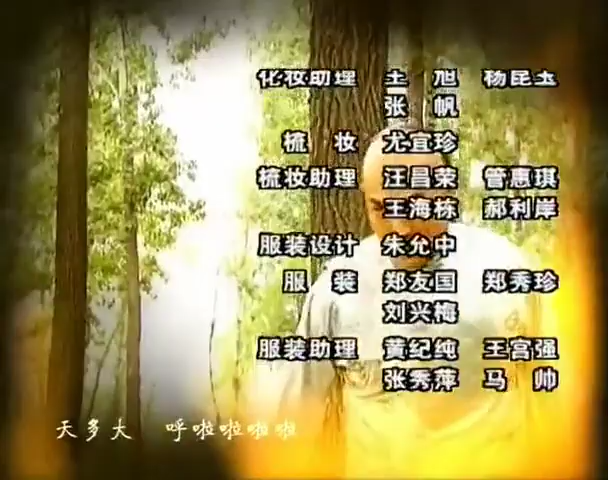 化妆助理 王 旭 杨昆玉
张 帆
梳 妆 尤宜珍
梳妆助理 汪昌荣 管惠琪
王海栋 郝利岸
服装设计 朱允中
服 装 郑友国 郑秀珍
刘兴梅
服装助理 黄纪纯 王宫强
张秀萍 马 帅
天多大 呼啦啦啦啦